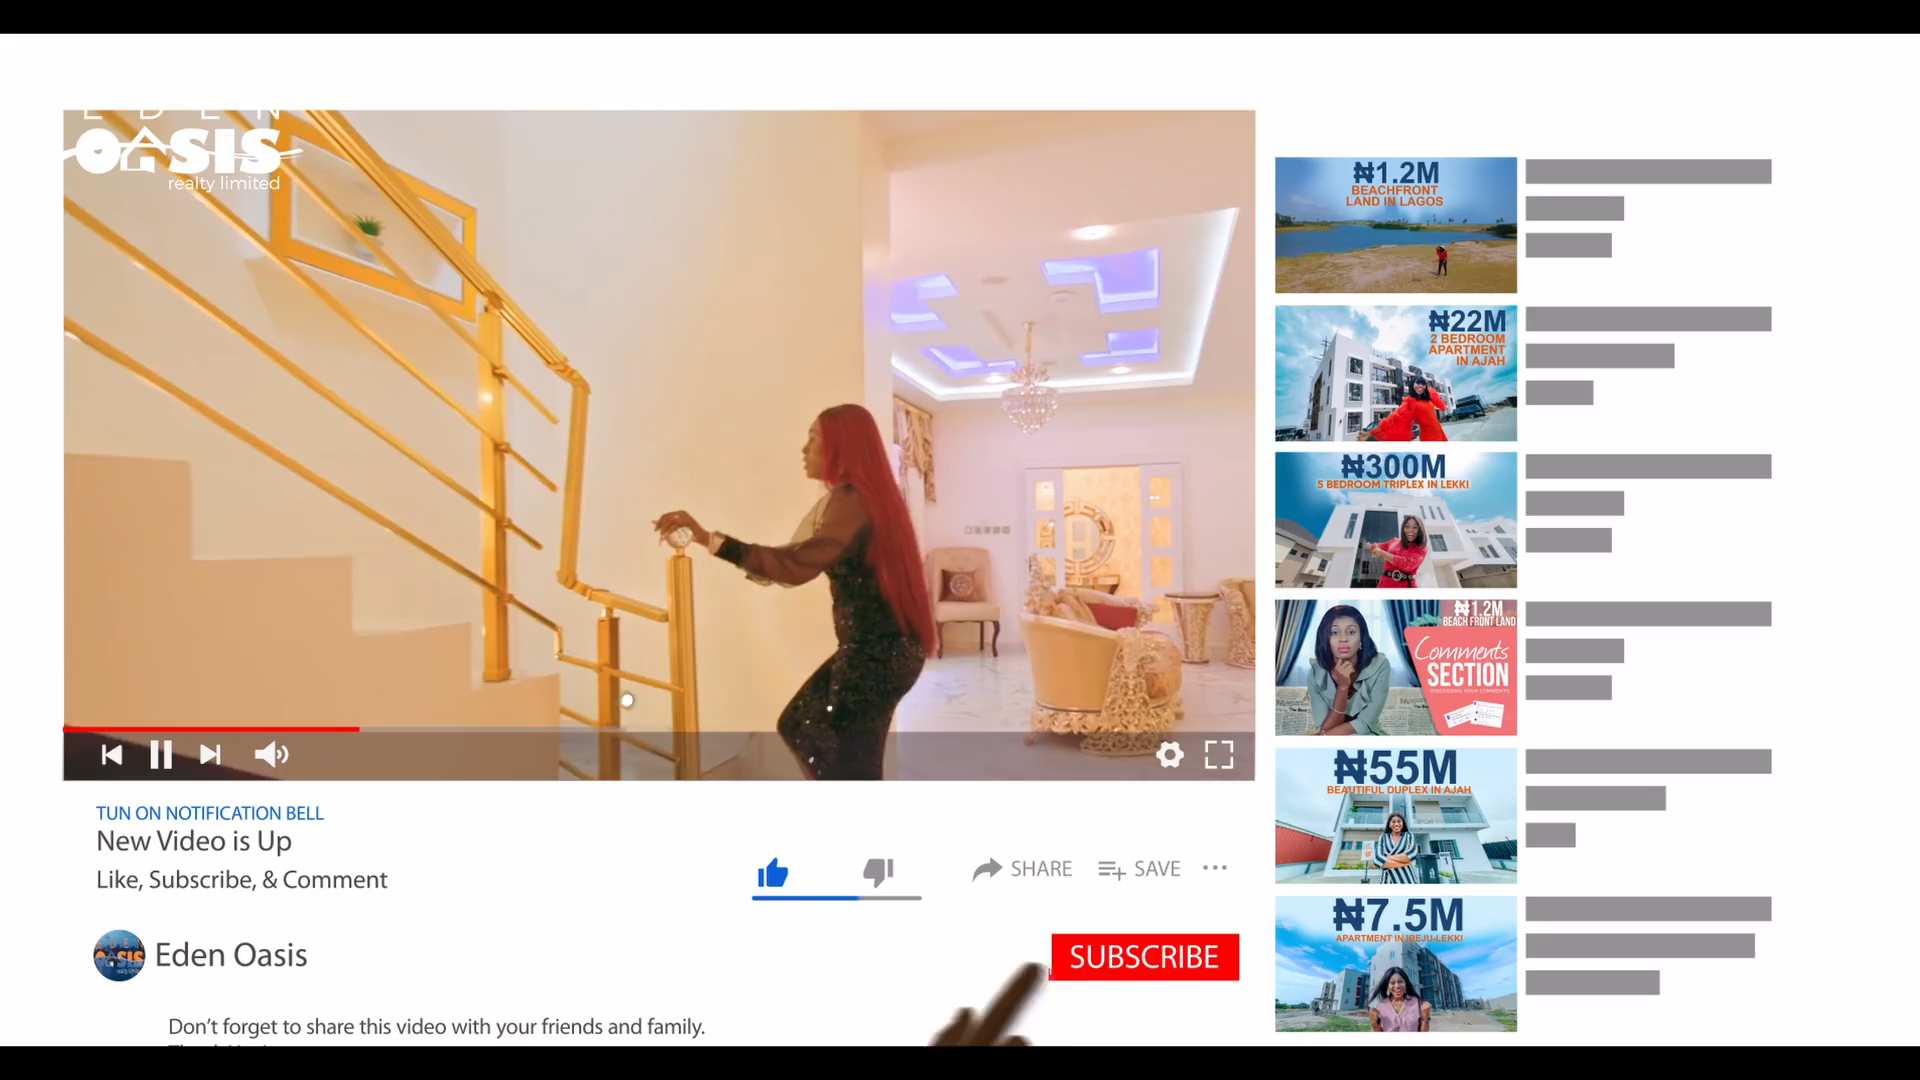 EDEN
OASIS
realty limited
TUN ON NOTIFICATION BELL
New Video is Up
Like, Subscribe, & Comment
SHARE
SAVE
Eden Oasis
SUBSCRIBE
Don't forget to share this video with your friends and family.
₦1.2M
BEACHFRONT
LAND IN LAGOS
₦22M
2 BEDROOM
APARTMENT
IN AJAH
₦300M
5 BEDROOM TRIPLEX IN LEKKI
₦1.2M
BEACH FRONT LAND
Comments
SECTION
DISCUSSING YOUR COMMENTS
₦55M
BEAUTIFUL DUPLEX IN AJAH
₦7.5M
APARTMENT IN IBEJU-LEKKI